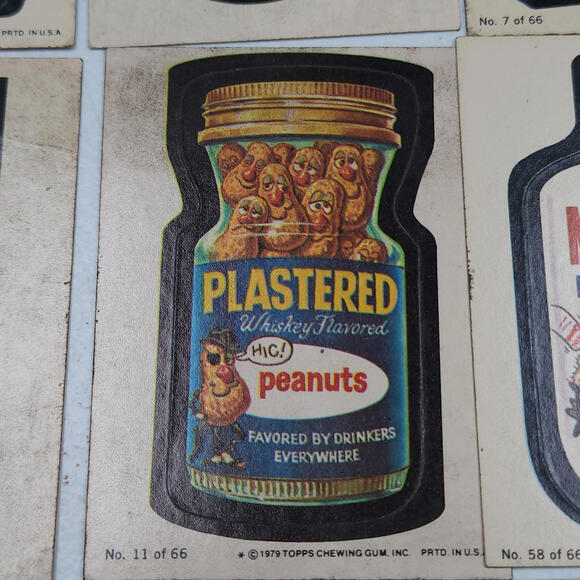 PRTD. IN U.S.A.
No. 7 of 66
PLASTERED
Whiskey Flavored
HIC!
peanuts
FAVORED BY DRINKERS
EVERYWHERE
No. 11 of 66
* © 1979 TOPPS CHEWING GUM, INC. PRTD. IN U.S.
No. 58 of 66